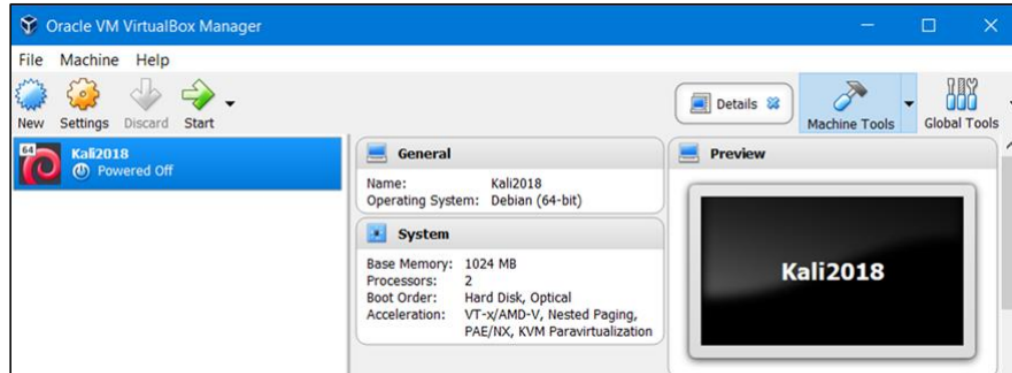 Oracle VM VirtualBox Manager
File Machine Help
New Settings Discard Start
Details
Machine Tools
Global Tools
64
Kali2018
Powered Off
General
Name: Kali2018
Operating System: Debian (64-bit)
System
Base Memory: 1024 MB
Processors: 2
Boot Order: Hard Disk, Optical
Acceleration: VT-x/AMD-V, Nested Paging,
PAE/NX, KVM Paravirtualization
Preview
Kali2018